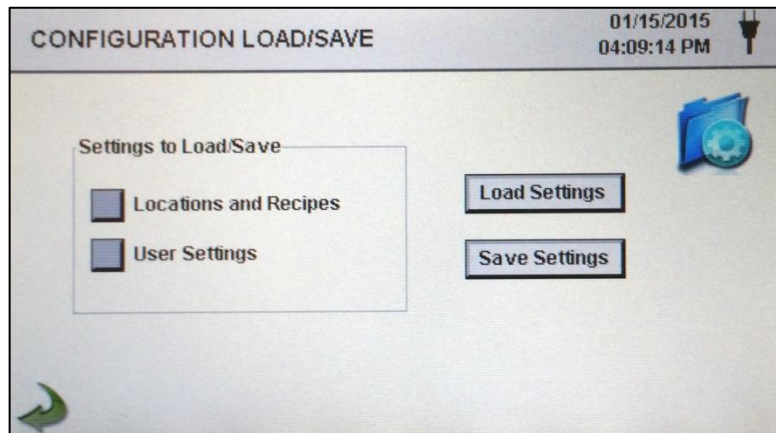 CONFIGURATION LOAD/SAVE
01/15/2015
04:09:14 PM
Settings to Load/Save
Locations and Recipes
User Settings
Load Settings
Save Settings